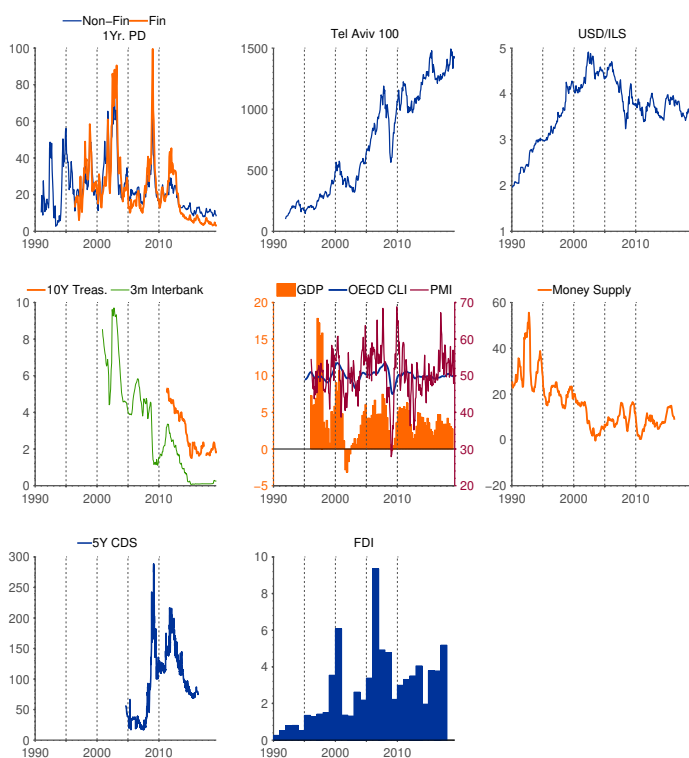 Non-Fin Fin
1Yr. PD
100
80
60
40
20
0
1990 2000 2010
Tel Aviv 100
1500
1000
500
0
1990 2000 2010
USD/ILS
5
4
3
2
1
1990 2000 2010
10Y Treas. 3m Interbank
10
8
6
4
2
0
1990 2000 2010
GDP OECD CLI PMI
20 70
15 60
10 50
5 40
0 30
−5 20
1990 2000 2010
Money Supply
60
40
20
0
−20
1990 2000 2010
5Y CDS
300
250
200
150
100
50
0
1990 2000 2010
FDI
10
8
6
4
2
0
1990 2000 2010